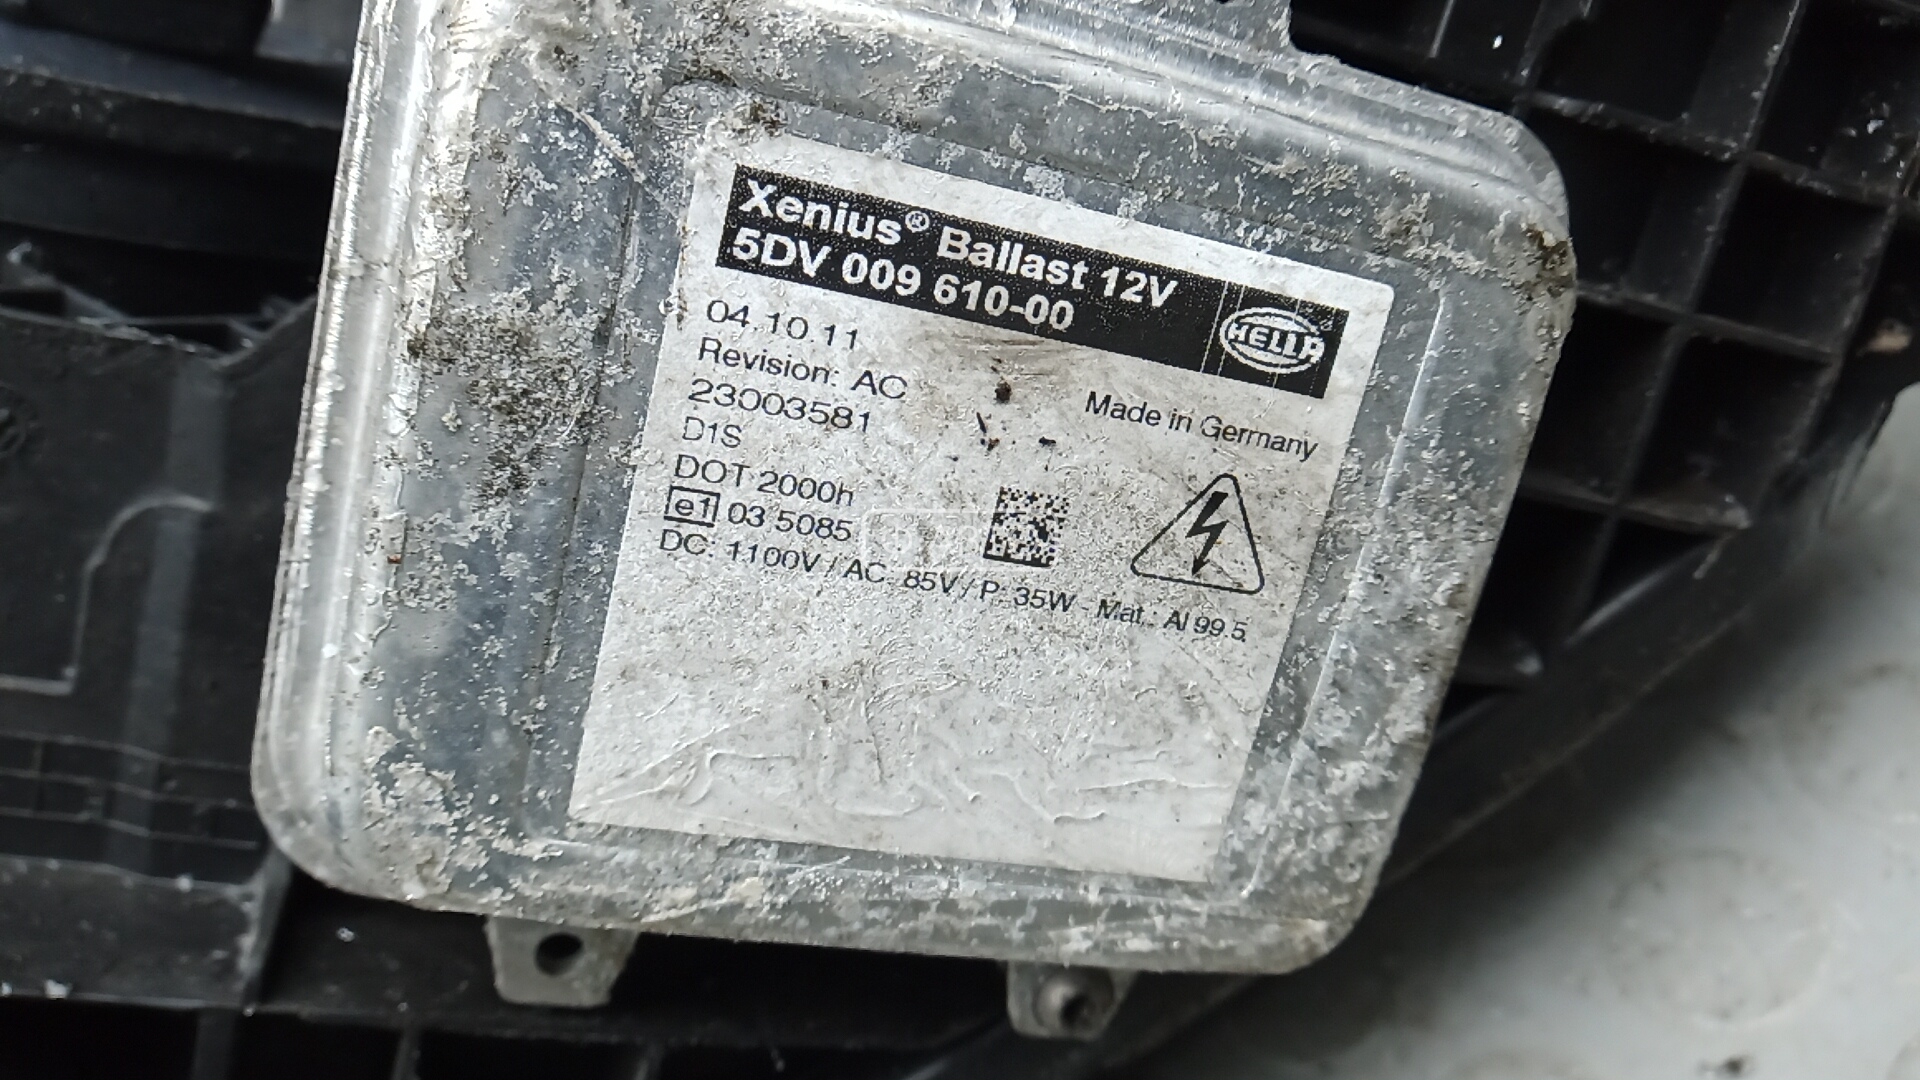 Xenius® Ballast 12V
5DV 009 610-00
HELLA
04.10.11
Revision: AC
23003581
Made in Germany
D1S
DOT 2000h
e1 03 5085
DC: 1100V / AC: 85V / P: 35W - Mat.: Al 99.5